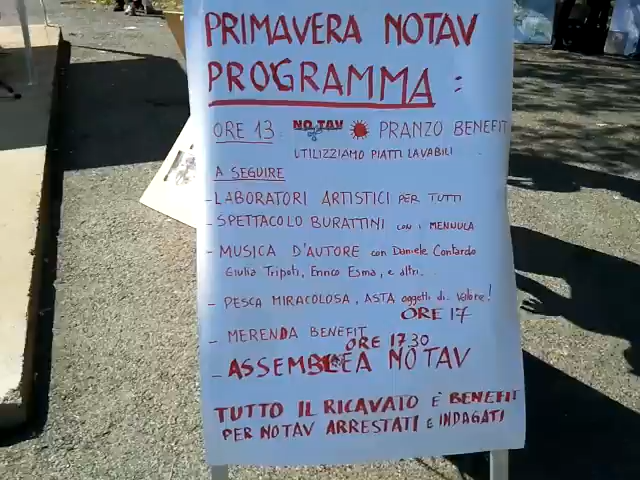 PRIMAVERA NOTAV
PROGRAMMA:
ORE 13: NO TAV PRANZO BENEFIT
UTILIZZIAMO PIATTI LAVABILI
A SEGUIRE
- LABORATORI ARTISTICI PER TUTTI
- SPETTACOLO BURATTINI con i MENNULA
- MUSICA D'AUTORE con Daniele Contardo
Giulia Tripoti, Enrico Esma, e altri...
- PESCA MIRACOLOSA, ASTA oggetti di.. valore!
ORE 17
- MERENDA BENEFIT
ORE 17.30
- ASSEMBLEA NOTAV
TUTTO IL RICAVATO È BENEFIT
PER NOTAV ARRESTATI E INDAGATI